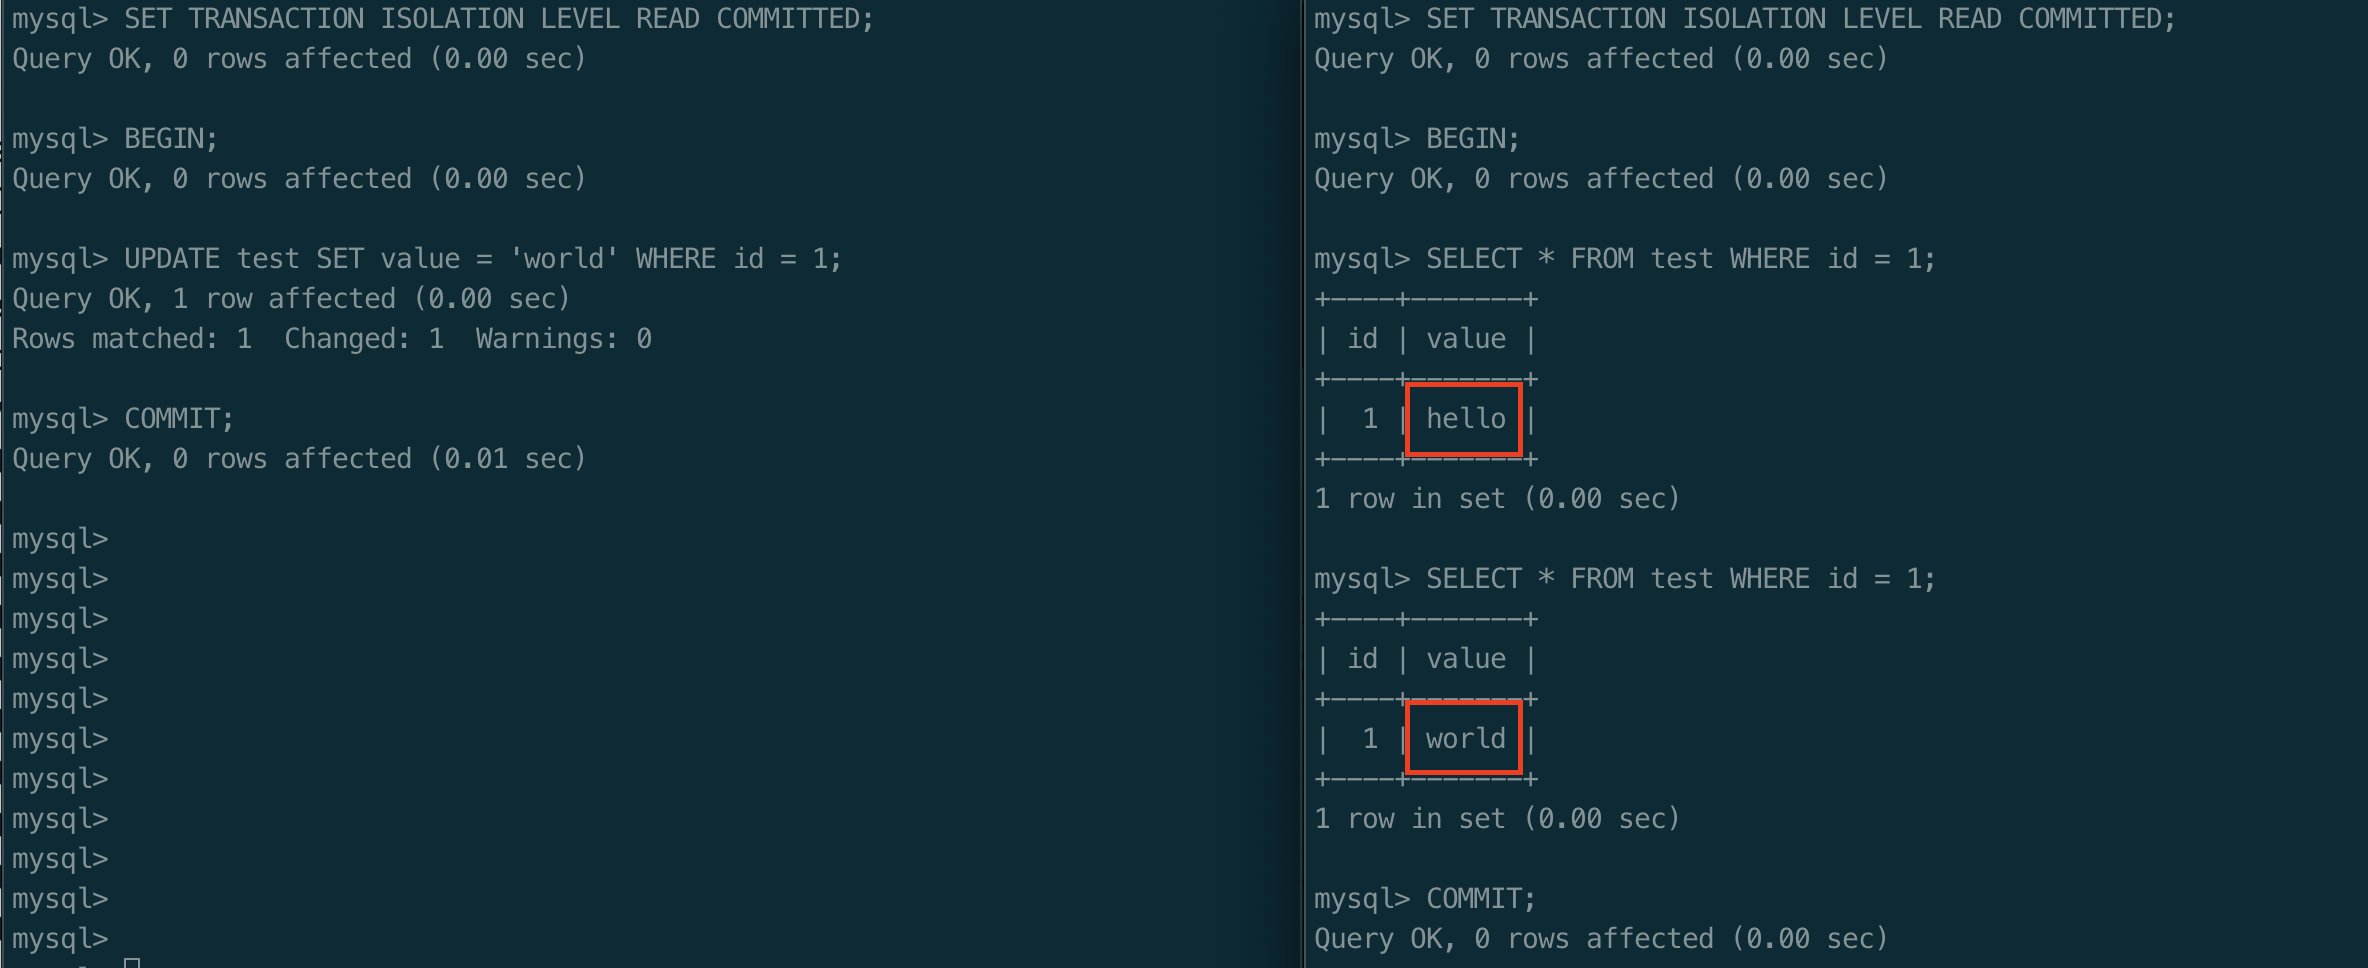 mysql> SET TRANSACTION ISOLATION LEVEL READ COMMITTED;
Query OK, 0 rows affected (0.00 sec)
mysql> BEGIN;
Query OK, 0 rows affected (0.00 sec)
mysql> UPDATE test SET value = 'world' WHERE id = 1;
Query OK, 1 row affected (0.00 sec)
Rows matched: 1  Changed: 1  Warnings: 0
mysql> COMMIT;
Query OK, 0 rows affected (0.01 sec)
mysql>
mysql>
mysql>
mysql>
mysql>
mysql>
mysql>
mysql>
mysql>
mysql>
mysql>
mysql> SET TRANSACTION ISOLATION LEVEL READ COMMITTED;
Query OK, 0 rows affected (0.00 sec)
mysql> BEGIN;
Query OK, 0 rows affected (0.00 sec)
mysql> SELECT * FROM test WHERE id = 1;
+----+-------+
| id | value |
+----+-------+
|  1 | hello |
+----+-------+
1 row in set (0.00 sec)
mysql> SELECT * FROM test WHERE id = 1;
+----+-------+
| id | value |
+----+-------+
|  1 | world |
+----+-------+
1 row in set (0.00 sec)
mysql> COMMIT;
Query OK, 0 rows affected (0.00 sec)